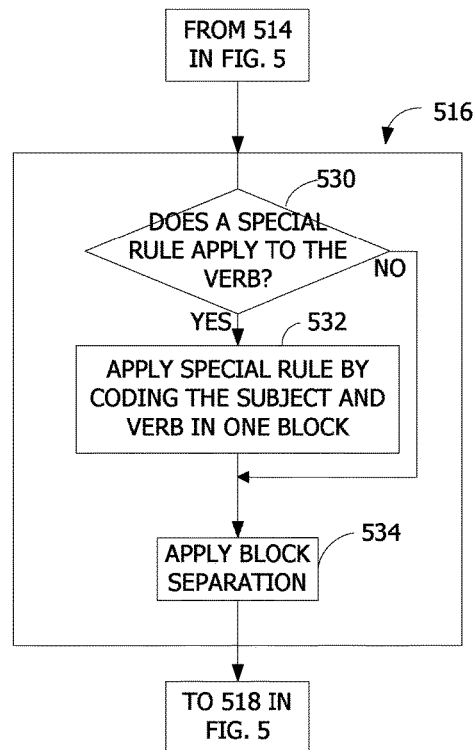 FROM 514
IN FIG. 5
516
530
DOES A SPECIAL
RULE APPLY TO THE
VERB?
NO
YES
532
APPLY SPECIAL RULE BY
CODING THE SUBJECT AND
VERB IN ONE BLOCK
534
APPLY BLOCK
SEPARATION
TO 518 IN
FIG. 5